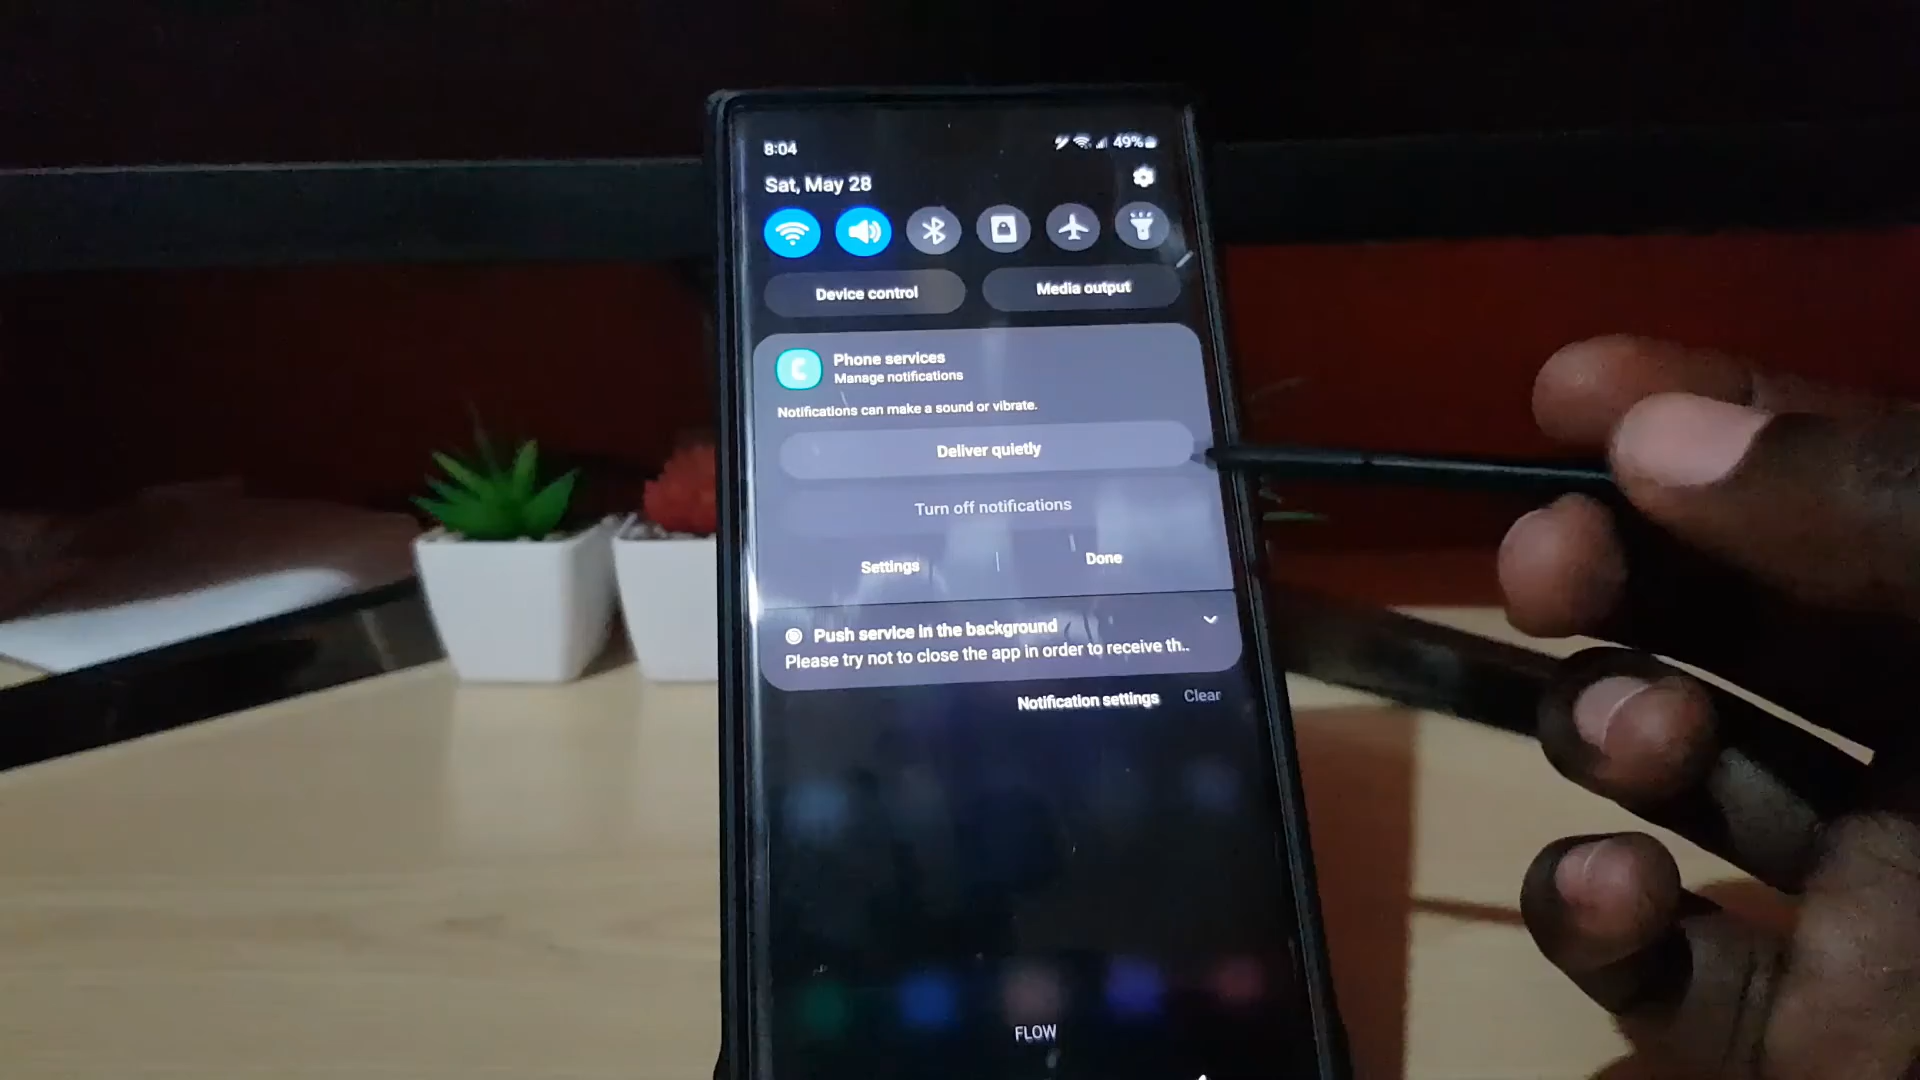 8:04
49%
Sat, May 28
Device control
Media output
Phone services
Manage notifications
Notifications can make a sound or vibrate.
Deliver quietly
Turn off notifications
Settings
Done
Push service in the background
Please try not to close the app in order to receive th..
Notification settings
Clear
FLOW